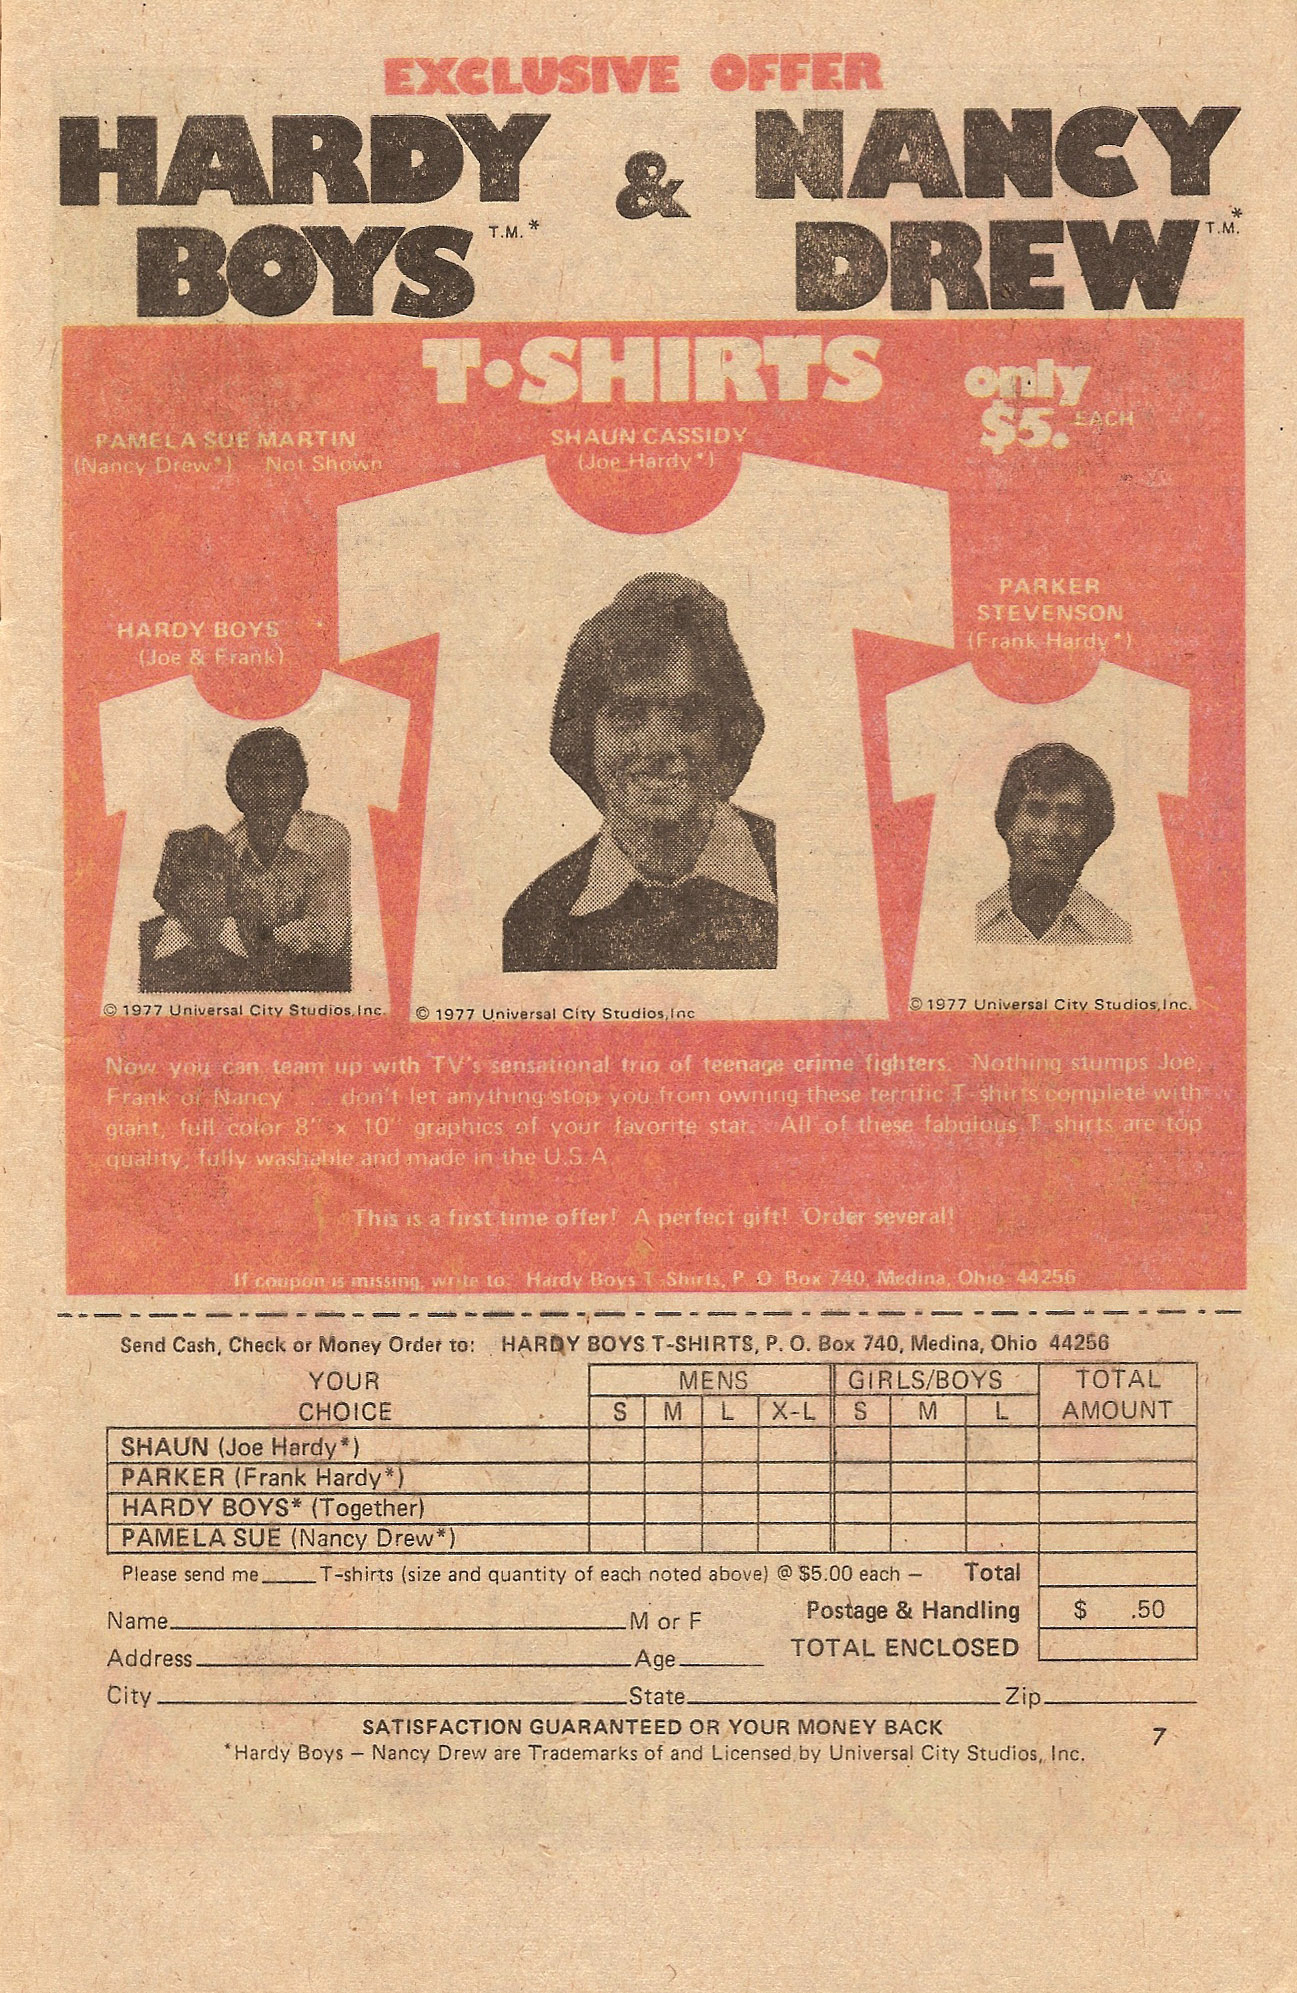 EXCLUSIVE OFFER
HARDY BOYS T.M.* & NANCY DREW T.M.*
T•SHIRTS
only $5. EACH
PAMELA SUE MARTIN
(Nancy Drew*) Not Shown
SHAUN CASSIDY
(Joe Hardy*)
PARKER
STEVENSON
(Frank Hardy*)
HARDY BOYS
(Joe & Frank)
© 1977 Universal City Studios, Inc.
© 1977 Universal City Studios, Inc
© 1977 Universal City Studios, Inc.
Now you can team up with TV's sensational trio of teenage crime fighters. Nothing stumps Joe,
Frank or Nancy . . . don't let anything stop you from owning these terrific T-shirts complete with
giant, full color 8" x 10" graphics of your favorite star. All of these fabulous T-shirts are top
quality, fully washable and made in the U.S.A.
This is a first time offer! A perfect gift! Order several!
If coupon is missing, write to: Hardy Boys T-Shirts, P. O. Box 740, Medina, Ohio 44256
Send Cash, Check or Money Order to: HARDY BOYS T-SHIRTS, P. O. Box 740, Medina, Ohio 44256
YOUR MENS GIRLS/BOYS TOTAL
CHOICE S M L X-L S M L AMOUNT
SHAUN (Joe Hardy*)
PARKER (Frank Hardy*)
HARDY BOYS* (Together)
PAMELA SUE (Nancy Drew*)
Please send me ____ T-shirts (size and quantity of each noted above) @ $5.00 each — Total
Postage & Handling $ .50
Name M or F
TOTAL ENCLOSED
Address Age
City State Zip
SATISFACTION GUARANTEED OR YOUR MONEY BACK 7
*Hardy Boys — Nancy Drew are Trademarks of and Licensed by Universal City Studios, Inc.